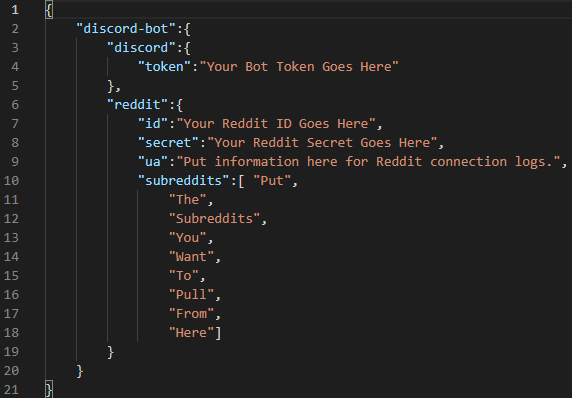 1 {
2 "discord-bot":{
3 "discord":{
4 "token":"Your Bot Token Goes Here"
5 },
6 "reddit":{
7 "id":"Your Reddit ID Goes Here",
8 "secret":"Your Reddit Secret Goes Here",
9 "ua":"Put information here for Reddit connection logs.",
10 "subreddits":[ "Put",
11 "The",
12 "Subreddits",
13 "You",
14 "Want",
15 "To",
16 "Pull",
17 "From",
18 "Here"]
19 }
20 }
21 }